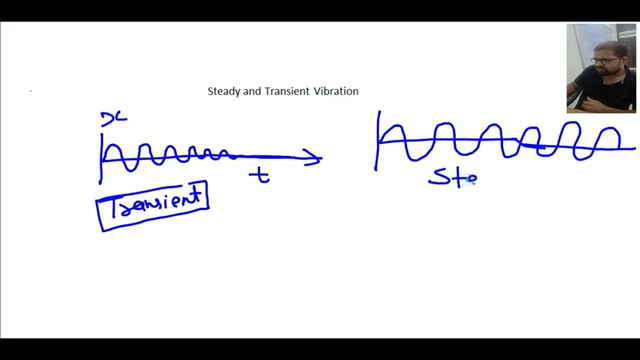 Steady and Transient Vibration
x
t
Ste
Transient